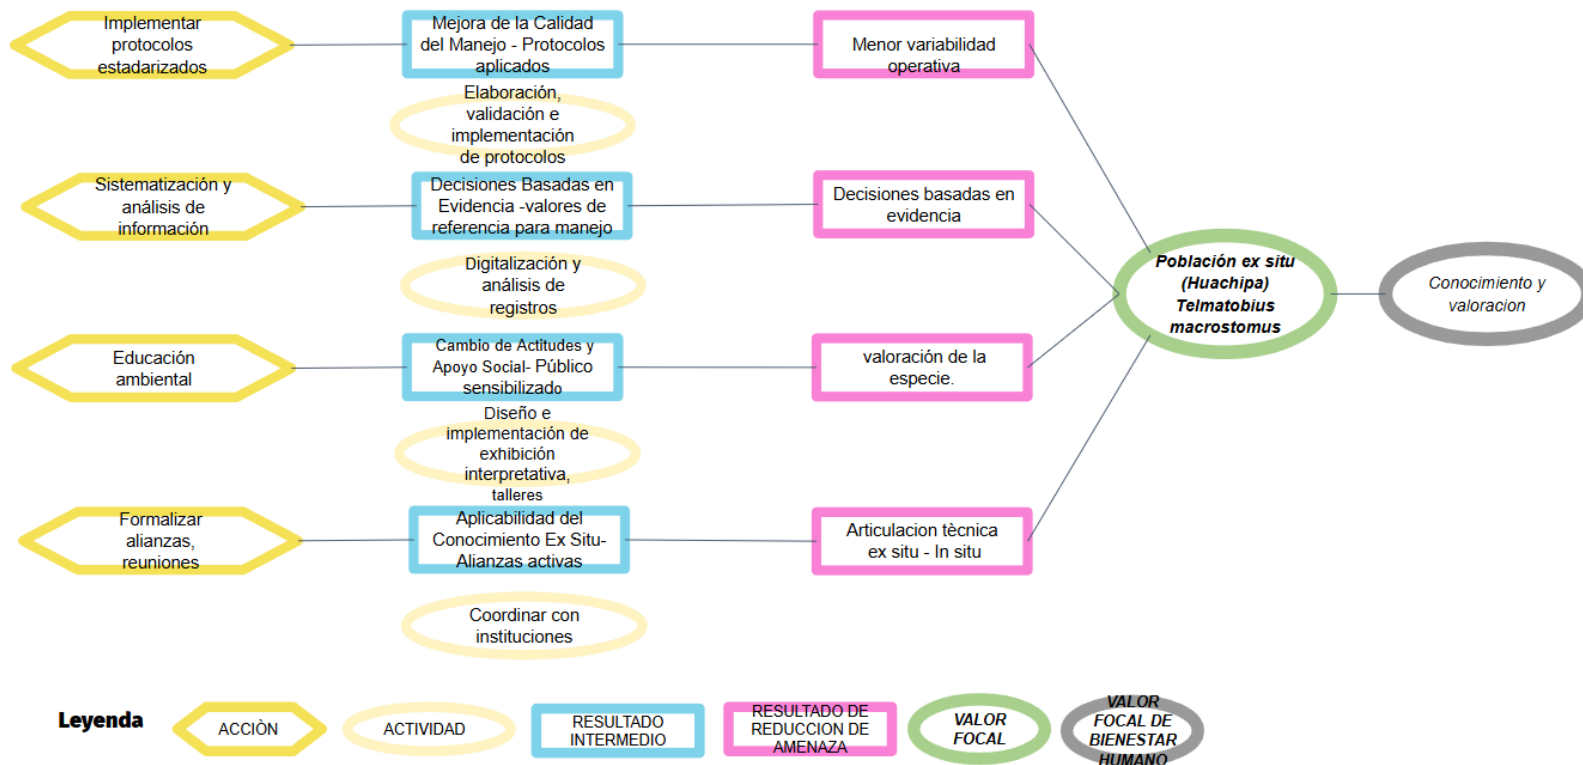 Implementar
protocolos
estadarizados
Mejora de la Calidad
del Manejo - Protocolos
aplicados
Menor variabilidad
operativa
Elaboración,
validación e
implementación
de protocolos
Sistematización y
análisis de
información
Decisiones Basadas en
Evidencia -valores de
referencia para manejo
Decisiones basadas en
evidencia
Digitalización y
análisis de
registros
Población ex situ
(Huachipa)
Telmatobius
macrostomus
Conocimiento y
valoracion
Educación
ambiental
Cambio de Actitudes y
Apoyo Social- Público
sensibilizado
valoración de la
especie.
Diseño e
implementación de
exhibición
interpretativa,
talleres
Formalizar
alianzas,
reuniones
Aplicabilidad del
Conocimiento Ex Situ-
Alianzas activas
Articulacion tècnica
ex situ - In situ
Coordinar con
instituciones
Leyenda
ACCIÒN
ACTIVIDAD
RESULTADO
INTERMEDIO
RESULTADO DE
REDUCCION DE
AMENAZA
VALOR
FOCAL
VALOR
FOCAL DE
BIENESTAR
HUMANO